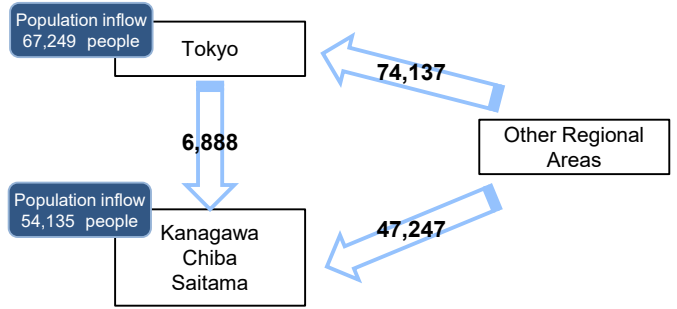 Population inflow
67,249 people
Tokyo
74,137
6,888
Other Regional
Areas
Population inflow
54,135 people
47,247
Kanagawa
Chiba
Saitama